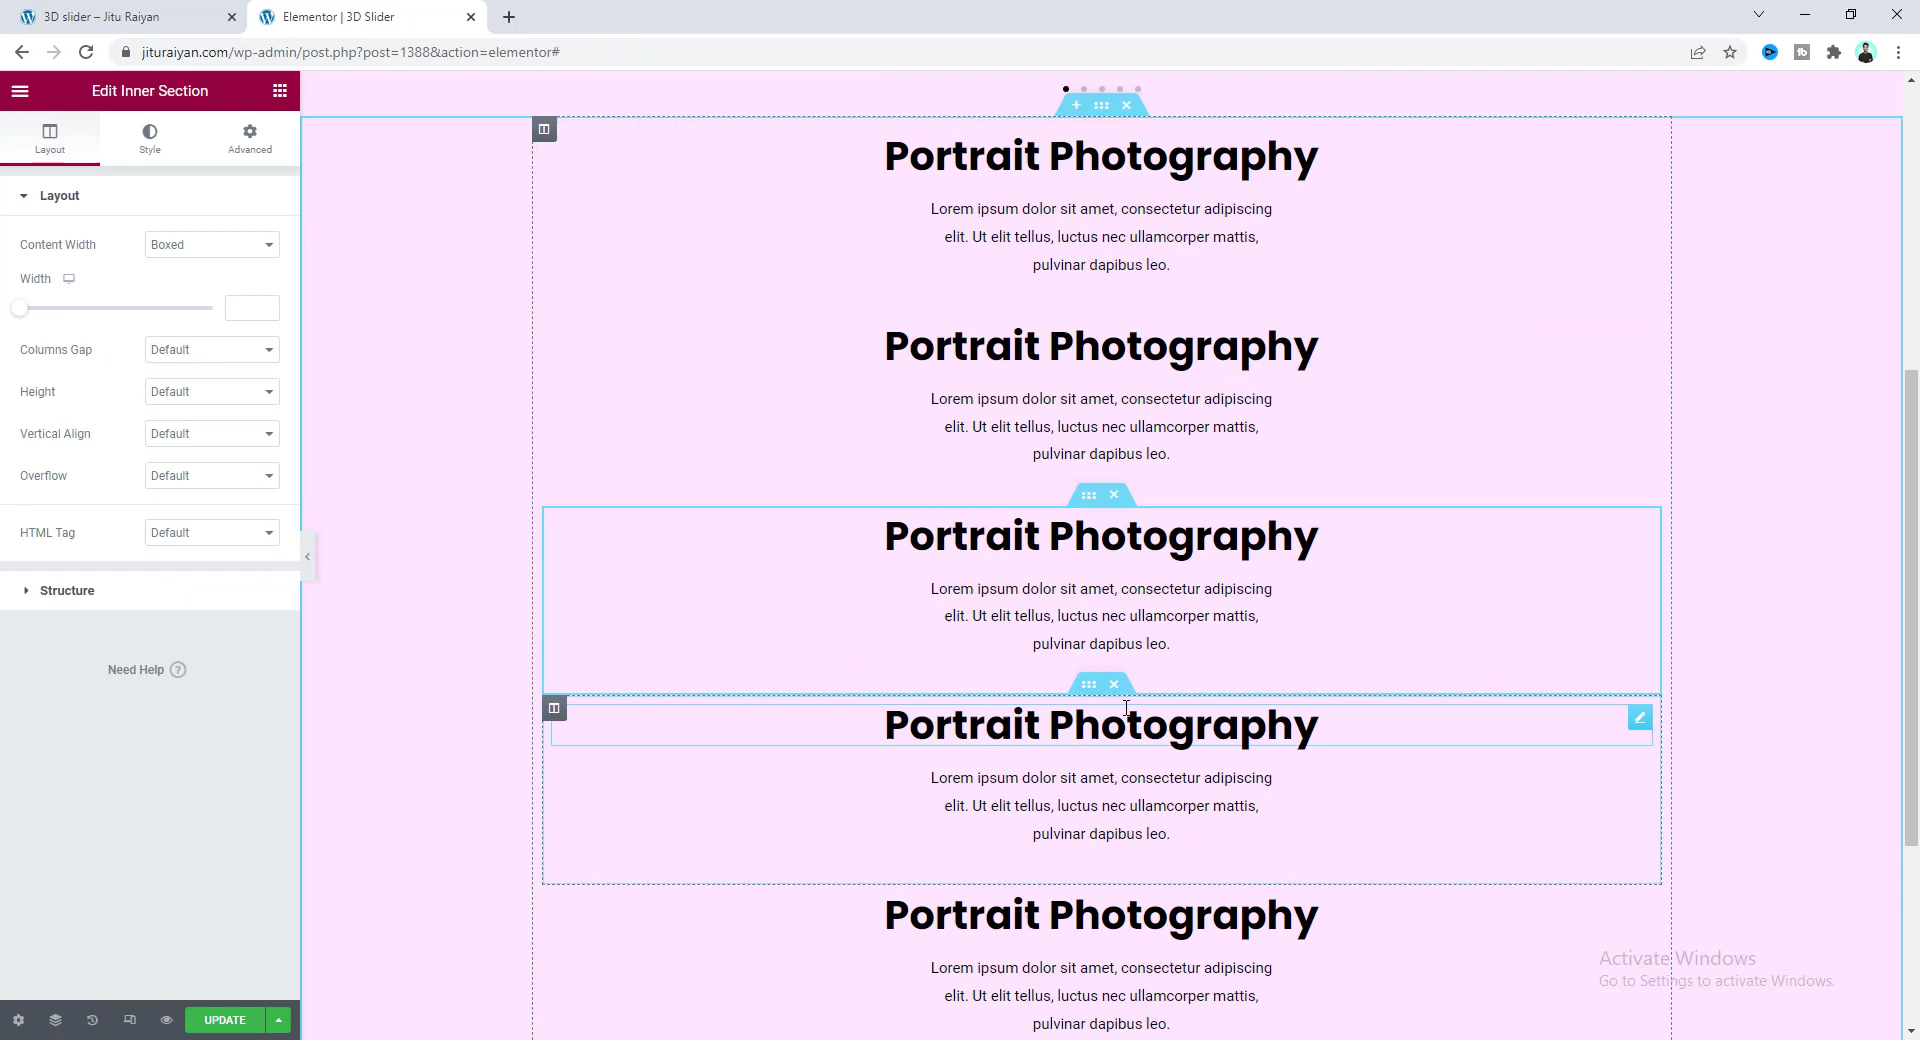 3D slider – Jitu Raiyan
Elementor | 3D Slider
jituraiyan.com/wp-admin/post.php?post=1388&action=elementor#
Edit Inner Section
Layout
Style
Advanced
Layout
Content Width
Boxed
Width
Columns Gap
Default
Height
Default
Vertical Align
Default
Overflow
Default
HTML Tag
Default
Structure
Need Help ?
UPDATE
Portrait Photography
Lorem ipsum dolor sit amet, consectetur adipiscing
elit. Ut elit tellus, luctus nec ullamcorper mattis,
pulvinar dapibus leo.
Portrait Photography
Lorem ipsum dolor sit amet, consectetur adipiscing
elit. Ut elit tellus, luctus nec ullamcorper mattis,
pulvinar dapibus leo.
Portrait Photography
Lorem ipsum dolor sit amet, consectetur adipiscing
elit. Ut elit tellus, luctus nec ullamcorper mattis,
pulvinar dapibus leo.
Portrait Photography
Lorem ipsum dolor sit amet, consectetur adipiscing
elit. Ut elit tellus, luctus nec ullamcorper mattis,
pulvinar dapibus leo.
Portrait Photography
Lorem ipsum dolor sit amet, consectetur adipiscing
elit. Ut elit tellus, luctus nec ullamcorper mattis,
pulvinar dapibus leo.
Activate Windows
Go to Settings to activate Windows.